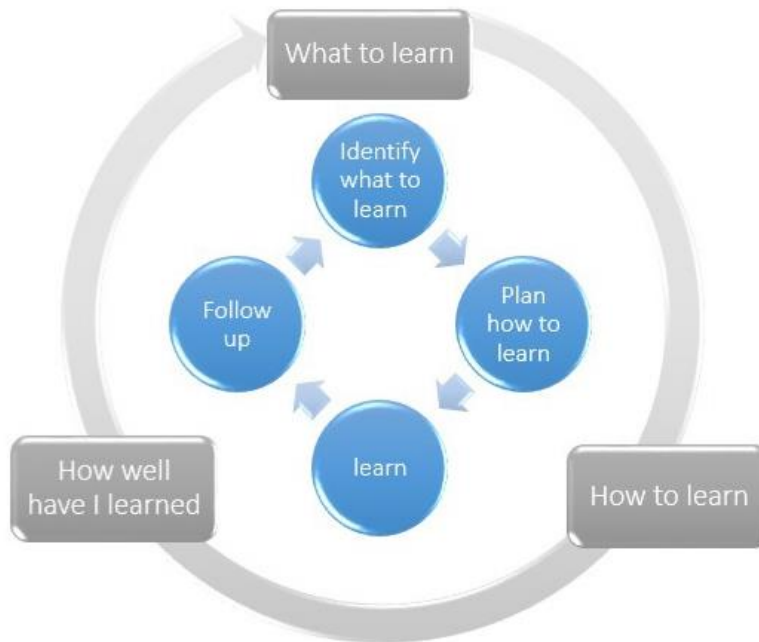 What to learn
Identify
what to
learn
Plan
how to
learn
Follow
up
learn
How well
have I learned
How to learn